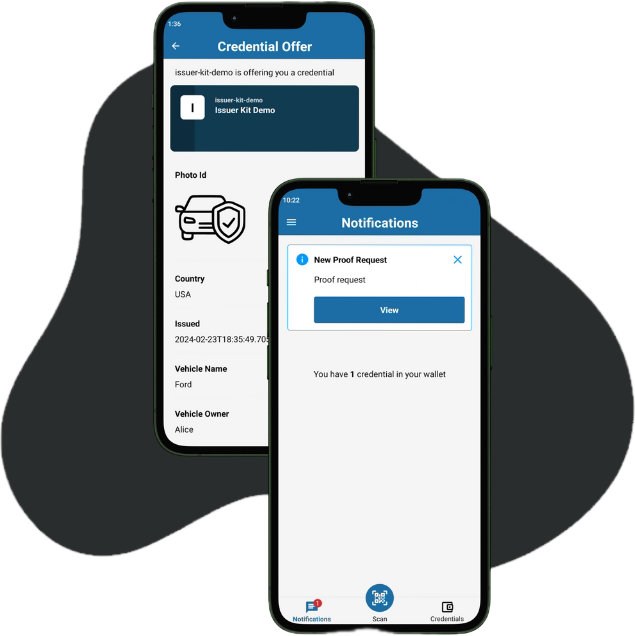 1:36
Credential Offer
issuer-kit-demo is offering you a credential
I
issuer-kit-demo
Issuer Kit Demo
Photo Id
Country
USA
Issued
2024-02-23T18:35:49.70
Vehicle Name
Ford
Vehicle Owner
Alice
10:22
Notifications
New Proof Request
Proof request
View
You have 1 credential in your wallet
Notifications
Scan
Credentials